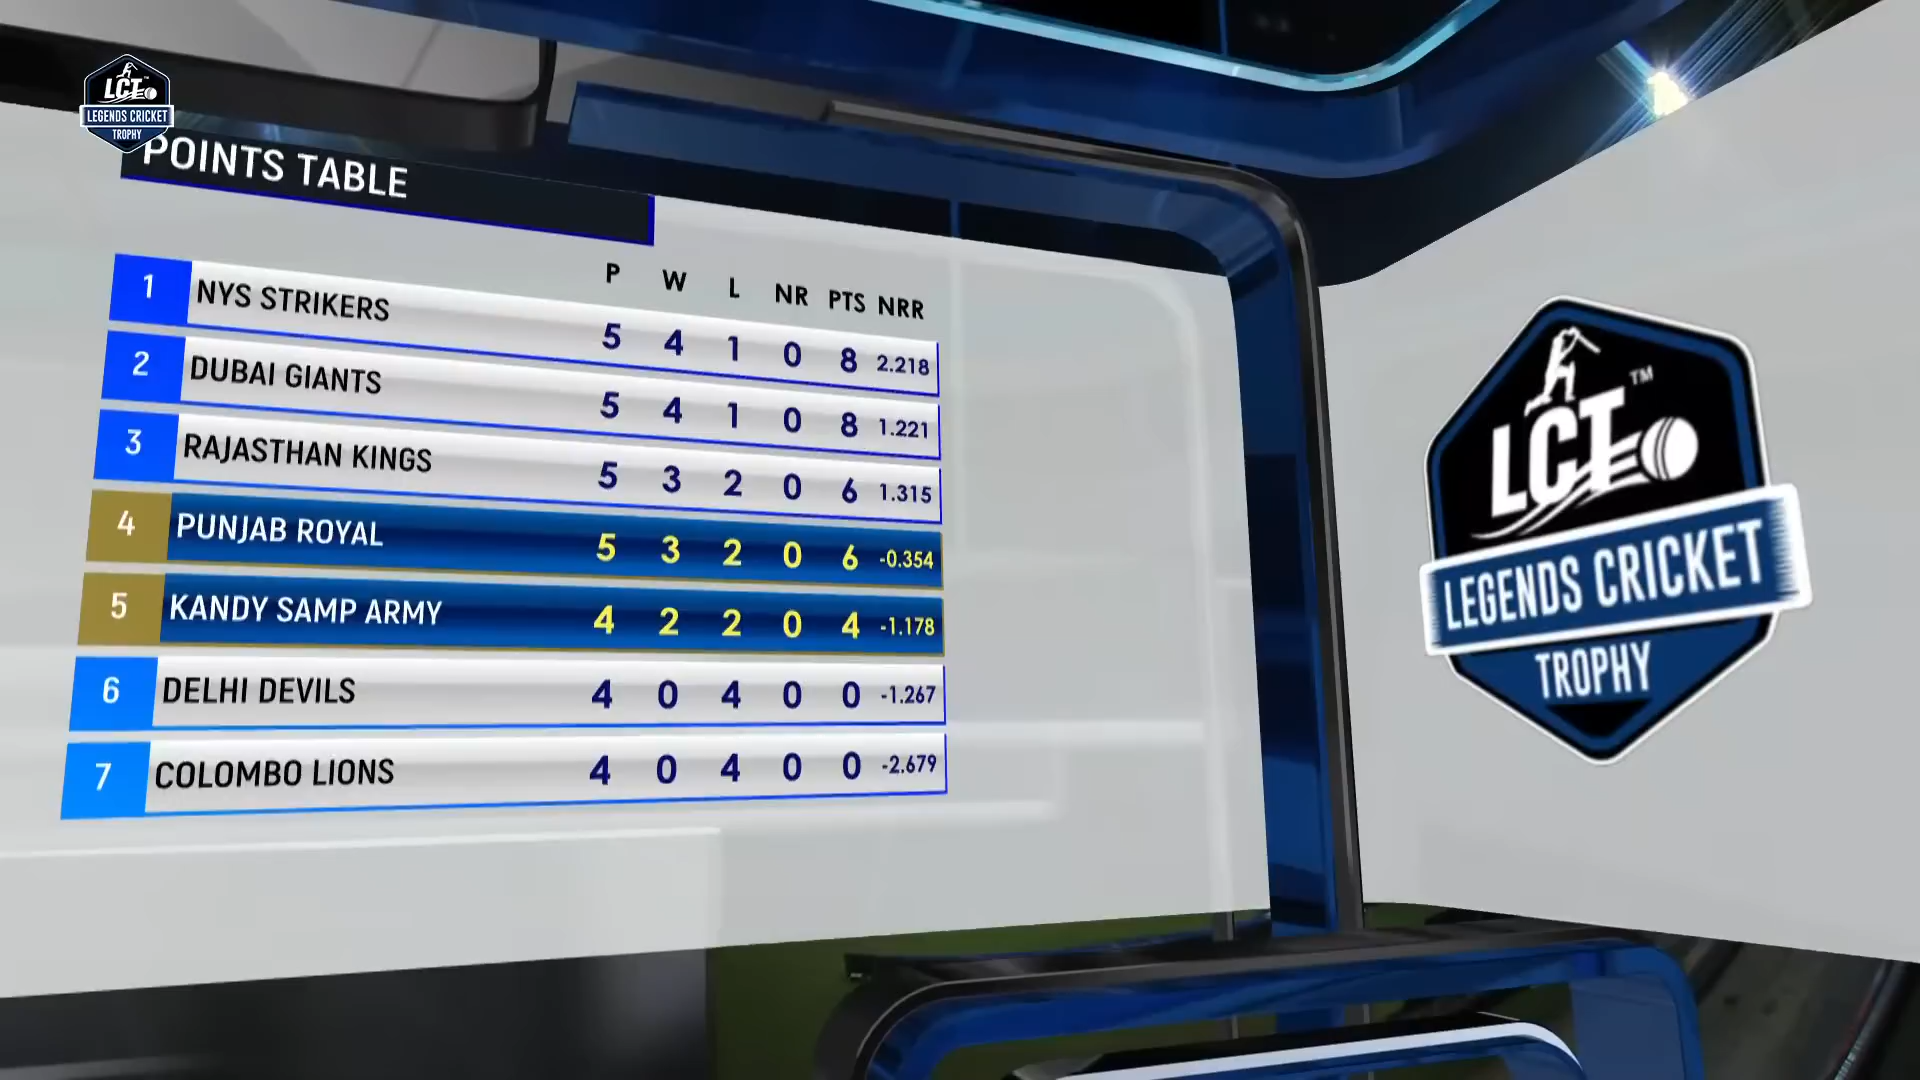 LCT™
LEGENDS CRICKET
TROPHY
POINTS TABLE
P W L NR PTS NRR
1 NYS STRIKERS 5 4 1 0 8 2.218
2 DUBAI GIANTS 5 4 1 0 8 1.221
3 RAJASTHAN KINGS 5 3 2 0 6 1.315
4 PUNJAB ROYAL 5 3 2 0 6 -0.354
5 KANDY SAMP ARMY 4 2 2 0 4 -1.178
6 DELHI DEVILS 4 0 4 0 0 -1.267
7 COLOMBO LIONS 4 0 4 0 0 -2.679
LCT™
LEGENDS CRICKET
TROPHY